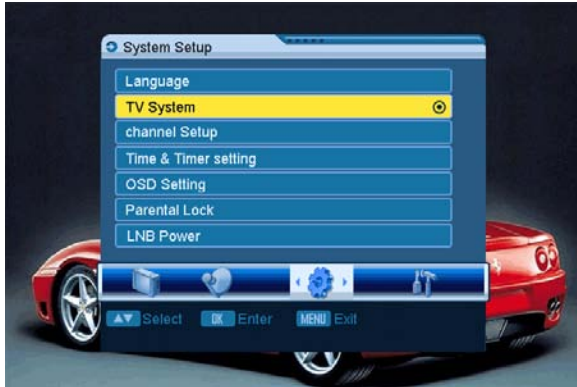 System Setup
Language
TV System
channel Setup
Time & Timer setting
OSD Setting
Parental Lock
LNB Power
▲▼ Select OK Enter MENU Exit